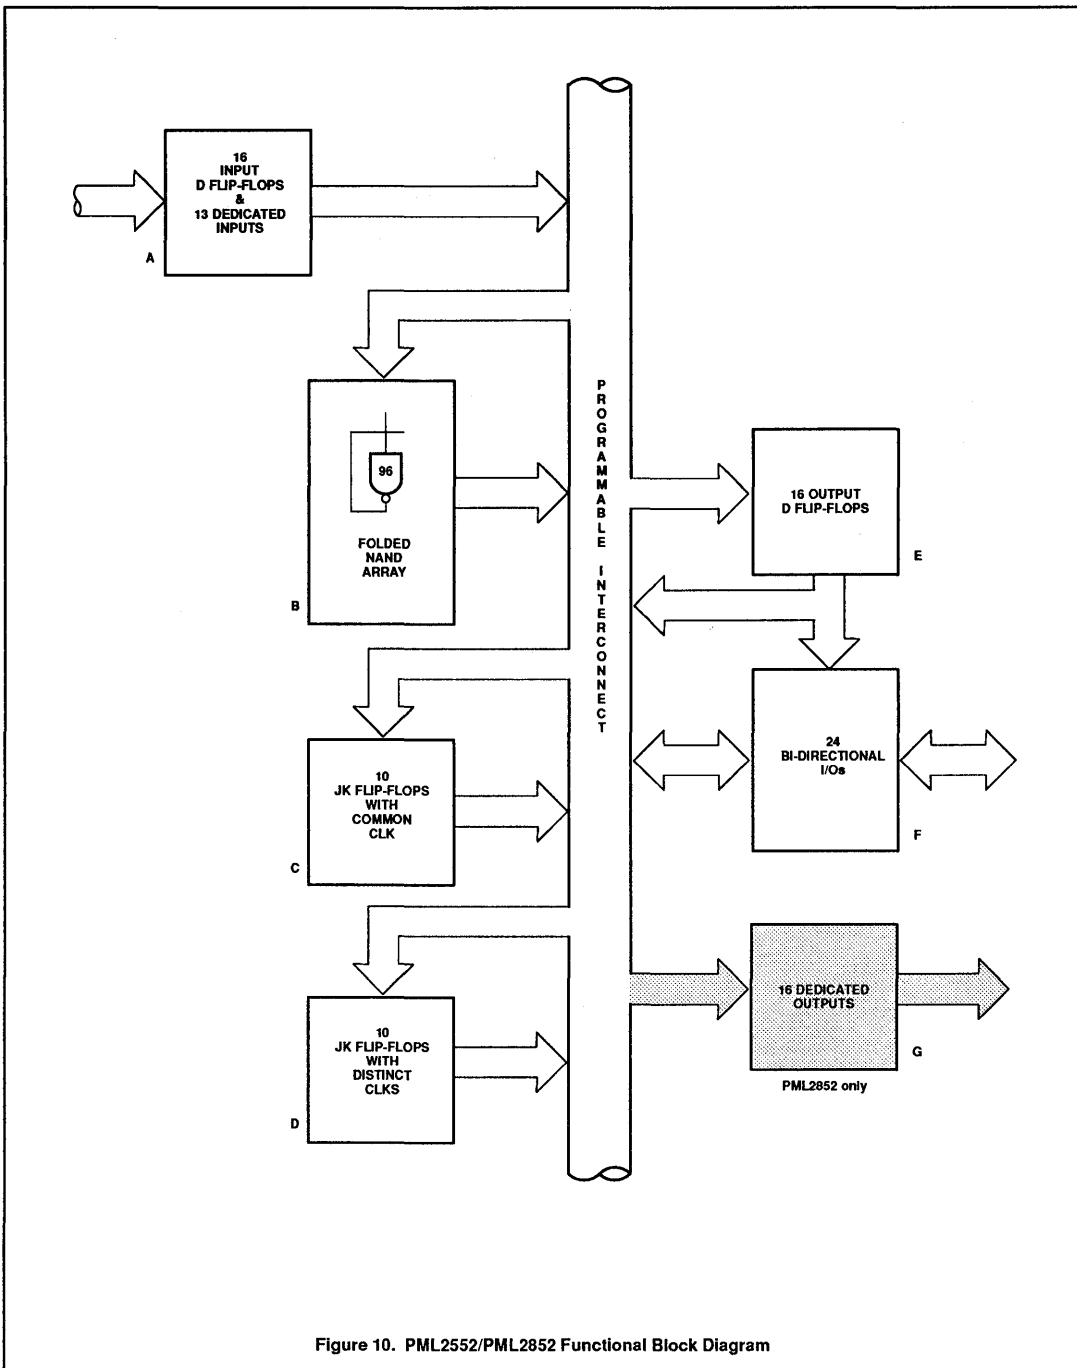 16
INPUT
D FLIP-FLOPS
&
13 DEDICATED
INPUTS
A
96
FOLDED
NAND
ARRAY
B
10
JK FLIP-FLOPS
WITH
COMMON
CLK
C
10
JK FLIP-FLOPS
WITH
DISTINCT
CLKS
D
PROGRAMMABLE INTERCONNECT
16 OUTPUT
D FLIP-FLOPS
E
24
BI-DIRECTIONAL
I/Os
F
16 DEDICATED
OUTPUTS
G
PML2852 only
Figure 10. PML2552/PML2852 Functional Block Diagram